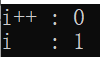 i++ : 0
i   : 1